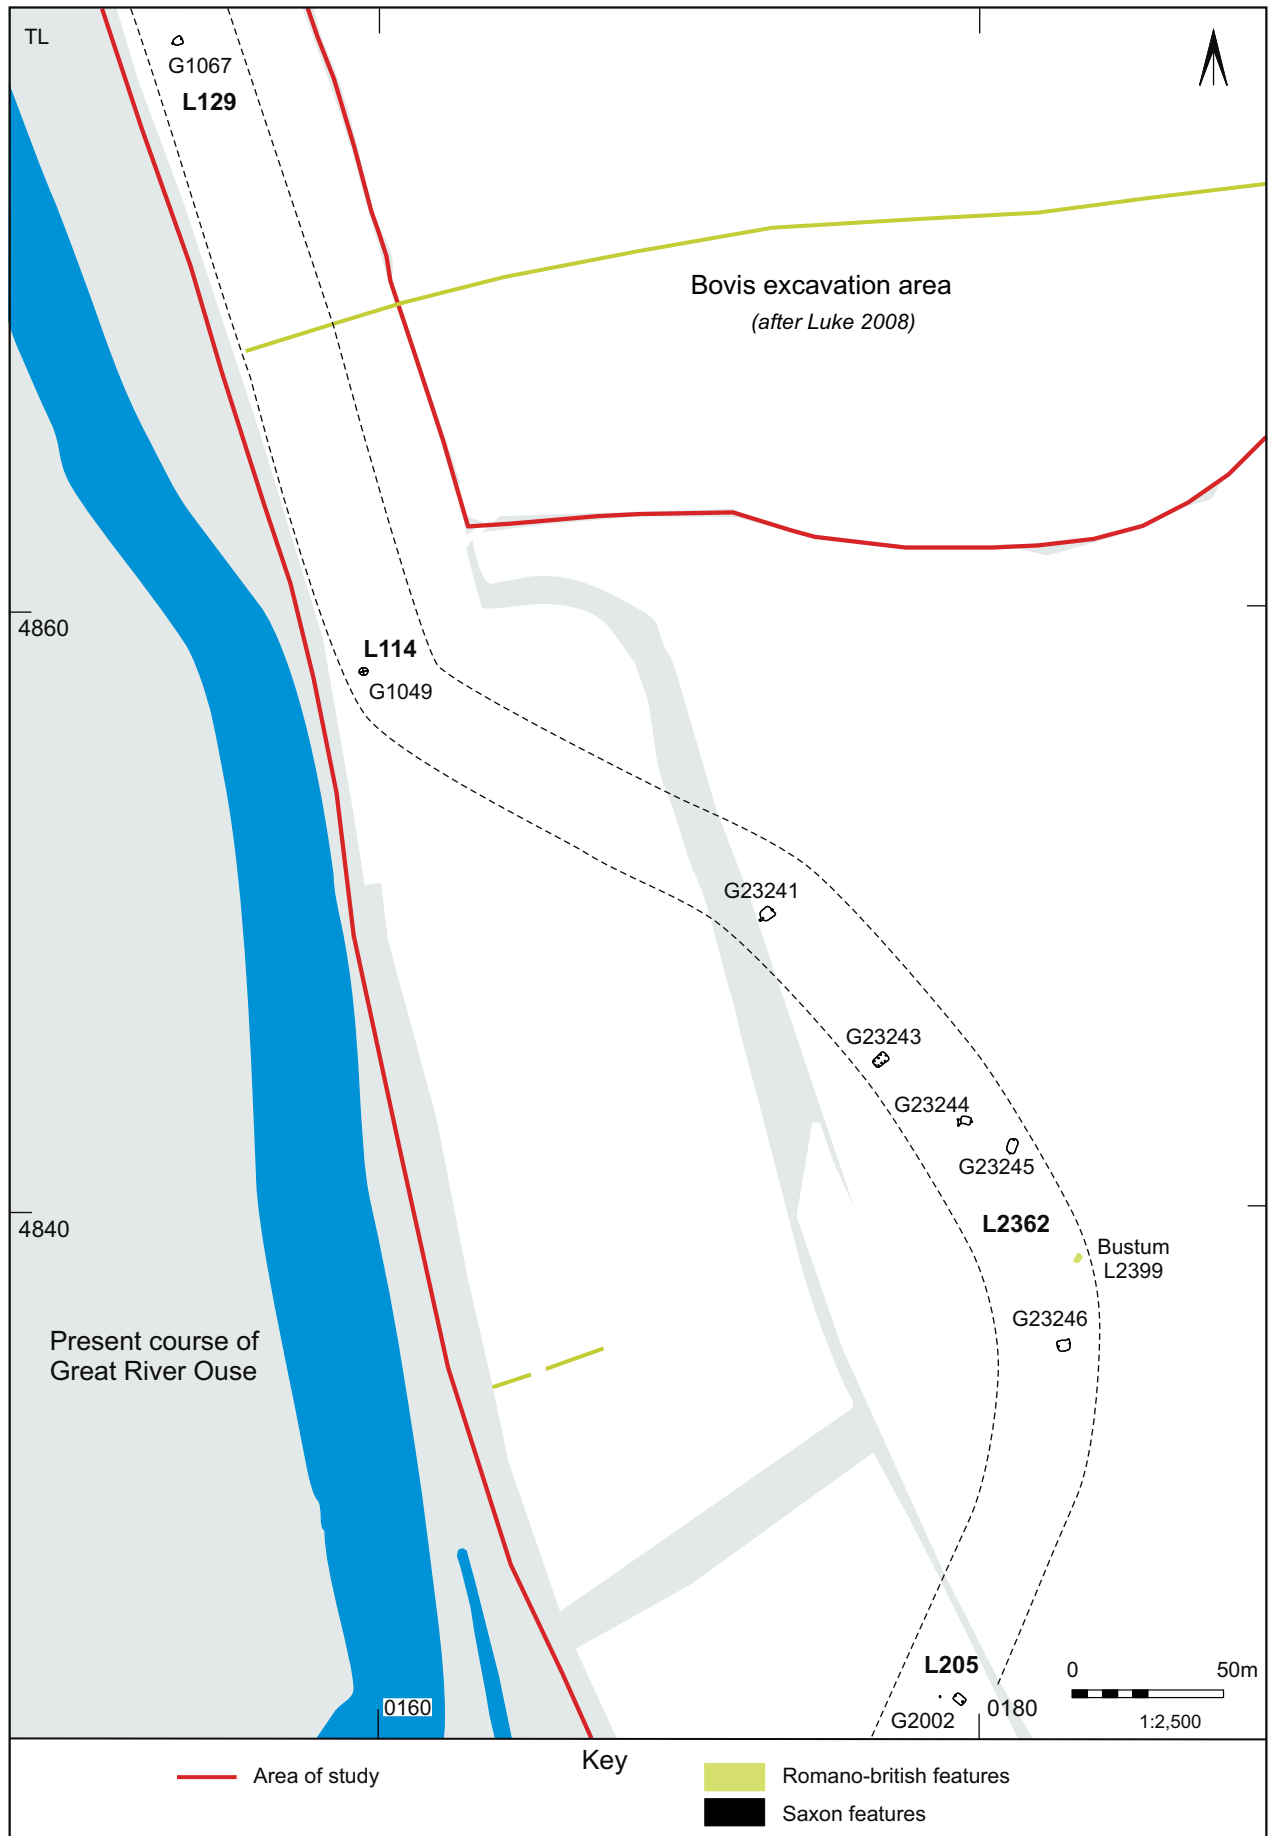 TL
G1067
L129
Bovis excavation area
(after Luke 2008)
4860
L114
G1049
G23241
G23243
G23244
G23245
L2362
4840
Bustum
L2399
G23246
Present course of
Great River Ouse
L205
G2002
0160
0180
0 50m
1:2,500
Key
Area of study
Romano-british features
Saxon features